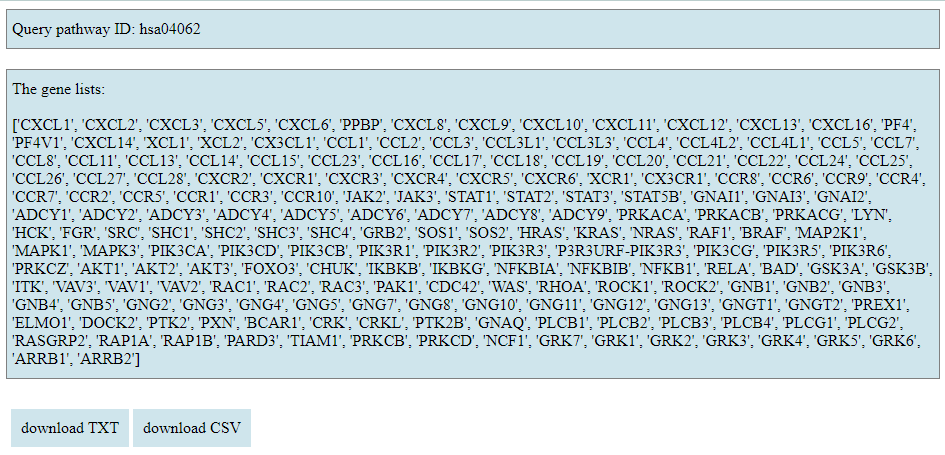 Query pathway ID: hsa04062
The gene lists:
['CXCL1', 'CXCL2', 'CXCL3', 'CXCL5', 'CXCL6', 'PPBP', 'CXCL8', 'CXCL9', 'CXCL10', 'CXCL11', 'CXCL12', 'CXCL13', 'CXCL16', 'PF4',
'PF4V1', 'CXCL14', 'XCL1', 'XCL2', 'CX3CL1', 'CCL1', 'CCL2', 'CCL3', 'CCL3L1', 'CCL3L3', 'CCL4', 'CCL4L2', 'CCL4L1', 'CCL5', 'CCL7',
'CCL8', 'CCL11', 'CCL13', 'CCL14', 'CCL15', 'CCL23', 'CCL16', 'CCL17', 'CCL18', 'CCL19', 'CCL20', 'CCL21', 'CCL22', 'CCL24', 'CCL25',
'CCL26', 'CCL27', 'CCL28', 'CXCR2', 'CXCR1', 'CXCR3', 'CXCR4', 'CXCR5', 'CXCR6', 'XCR1', 'CX3CR1', 'CCR8', 'CCR6', 'CCR9', 'CCR4',
'CCR7', 'CCR2', 'CCR5', 'CCR1', 'CCR3', 'CCR10', 'JAK2', 'JAK3', 'STAT1', 'STAT2', 'STAT3', 'STAT5B', 'GNAI1', 'GNAI3', 'GNAI2',
'ADCY1', 'ADCY2', 'ADCY3', 'ADCY4', 'ADCY5', 'ADCY6', 'ADCY7', 'ADCY8', 'ADCY9', 'PRKACA', 'PRKACB', 'PRKACG', 'LYN',
'HCK', 'FGR', 'SRC', 'SHC1', 'SHC2', 'SHC3', 'SHC4', 'GRB2', 'SOS1', 'SOS2', 'HRAS', 'KRAS', 'NRAS', 'RAF1', 'BRAF', 'MAP2K1',
'MAPK1', 'MAPK3', 'PIK3CA', 'PIK3CD', 'PIK3CB', 'PIK3R1', 'PIK3R2', 'PIK3R3', 'P3R3URF-PIK3R3', 'PIK3CG', 'PIK3R5', 'PIK3R6',
'PRKCZ', 'AKT1', 'AKT2', 'AKT3', 'FOXO3', 'CHUK', 'IKBKB', 'IKBKG', 'NFKBIA', 'NFKBIB', 'NFKB1', 'RELA', 'BAD', 'GSK3A', 'GSK3B',
'ITK', 'VAV3', 'VAV1', 'VAV2', 'RAC1', 'RAC2', 'RAC3', 'PAK1', 'CDC42', 'WAS', 'RHOA', 'ROCK1', 'ROCK2', 'GNB1', 'GNB2', 'GNB3',
'GNB4', 'GNB5', 'GNG2', 'GNG3', 'GNG4', 'GNG5', 'GNG7', 'GNG8', 'GNG10', 'GNG11', 'GNG12', 'GNG13', 'GNGT1', 'GNGT2', 'PREX1',
'ELMO1', 'DOCK2', 'PTK2', 'PXN', 'BCAR1', 'CRK', 'CRKL', 'PTK2B', 'GNAQ', 'PLCB1', 'PLCB2', 'PLCB3', 'PLCB4', 'PLCG1', 'PLCG2',
'RASGRP2', 'RAP1A', 'RAP1B', 'PARD3', 'TIAM1', 'PRKCB', 'PRKCD', 'NCF1', 'GRK7', 'GRK1', 'GRK2', 'GRK3', 'GRK4', 'GRK5', 'GRK6',
'ARRB1', 'ARRB2']
download TXT download CSV